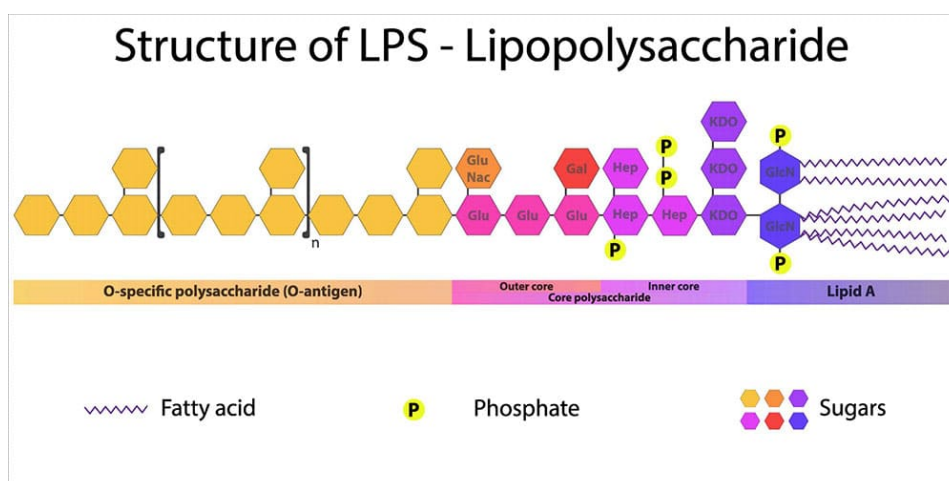 Structure of LPS - Lipopolysaccharide
KDO
P
P
Glu
Nac
Gal
Hep
P
KDO
GlcN
Glu
Glu
Glu
Hep
Hep
KDO
GlcN
n
P
P
O-specific polysaccharide (O-antigen)
Outer core
Inner core
Core polysaccharide
Lipid A
Fatty acid
P
Phosphate
Sugars